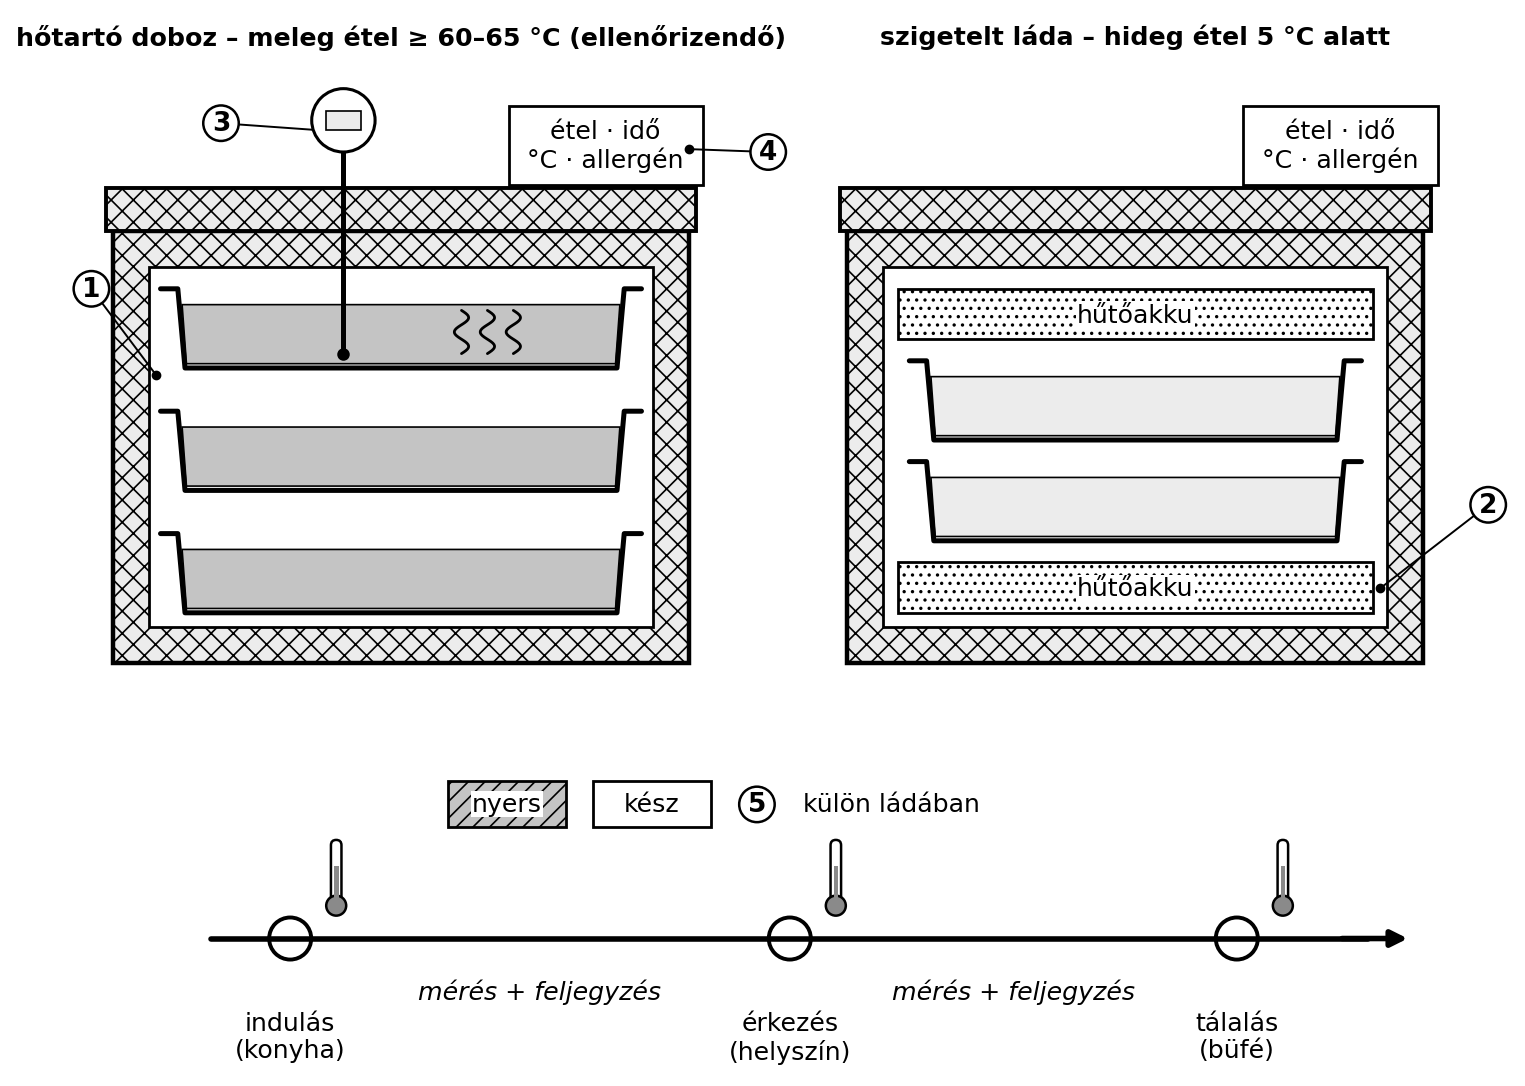 hőtartó doboz – meleg étel ≥ 60–65 °C (ellenőrizendő)
szigetelt láda – hideg étel 5 °C alatt
3
étel · idő
°C · allergén
4
étel · idő
°C · allergén
1
hűtőakku
2
hűtőakku
nyers
kész
5
külön ládában
mérés + feljegyzés
mérés + feljegyzés
indulás
(konyha)
érkezés
(helyszín)
tálalás
(büfé)